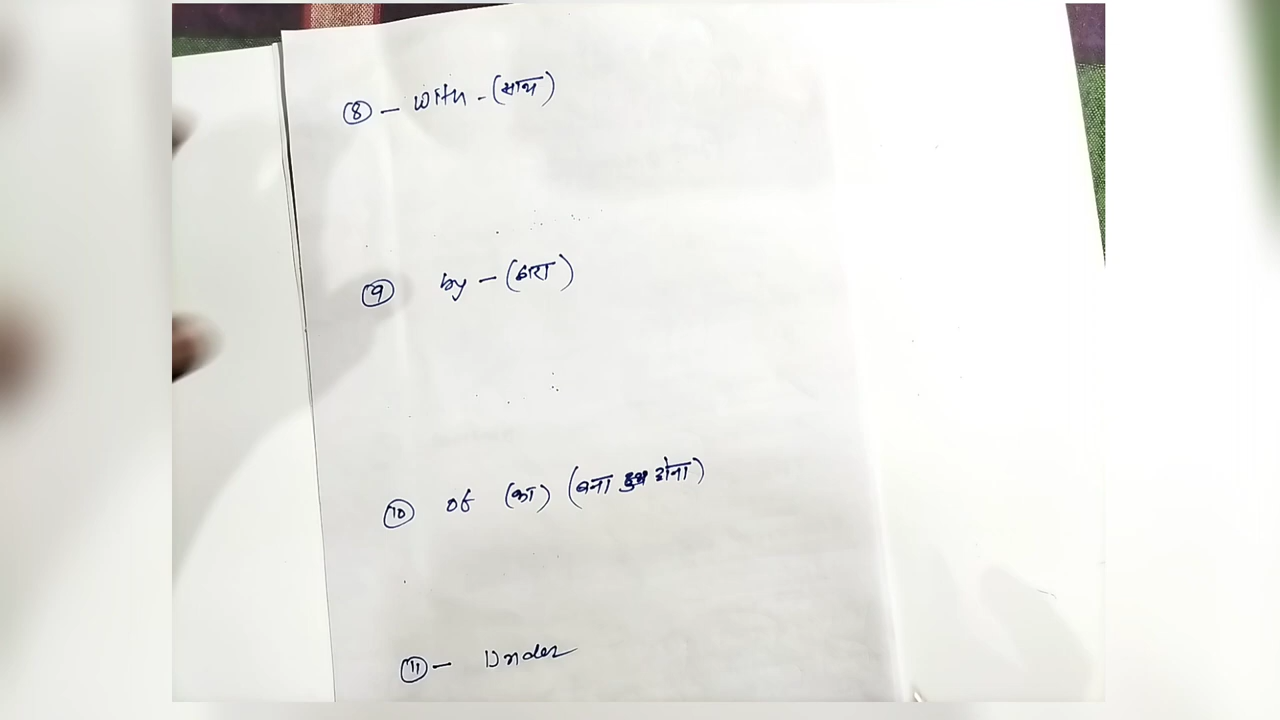 ⑧ - With - (साथ)
⑨ by - (द्वारा)
⑩ of (का) (बना हुआ होना)
⑪ - Under